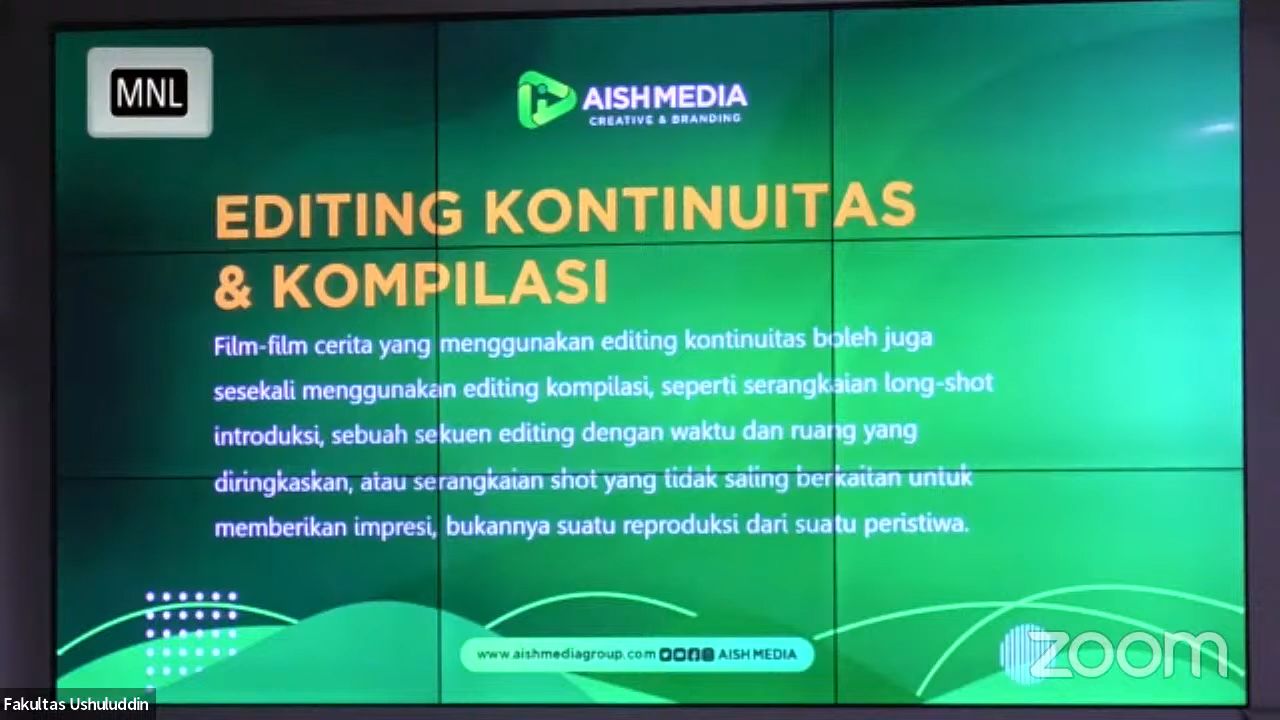 MNL
AISHMEDIA
CREATIVE & BRANDING
EDITING KONTINUITAS
& KOMPILASI
Film-film cerita yang menggunakan editing kontinuitas boleh juga
sesekali menggunakan editing kompilasi, seperti serangkaian long-shot
introduksi, sebuah sekuen editing dengan waktu dan ruang yang
diringkaskan, atau serangkaian shot yang tidak saling berkaitan untuk
memberikan impresi, bukannya suatu reproduksi dari suatu peristiwa.
www.aishmediagroup.com AISH MEDIA
zoom
Fakultas Ushuluddin